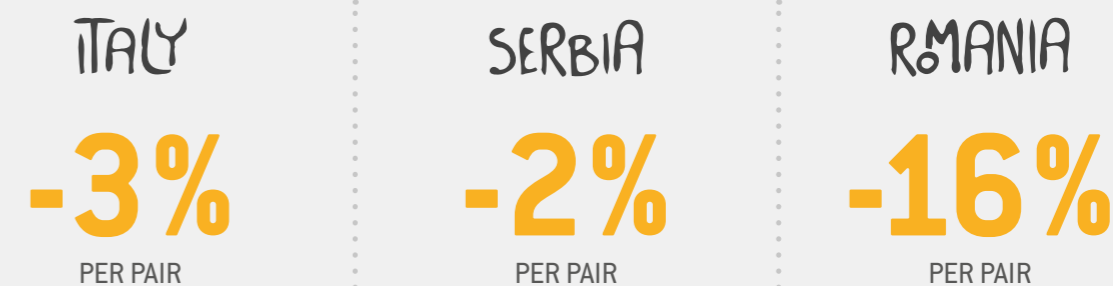 ITALY
-3%
PER PAIR
SERBIA
-2%
PER PAIR
ROMANIA
-16%
PER PAIR